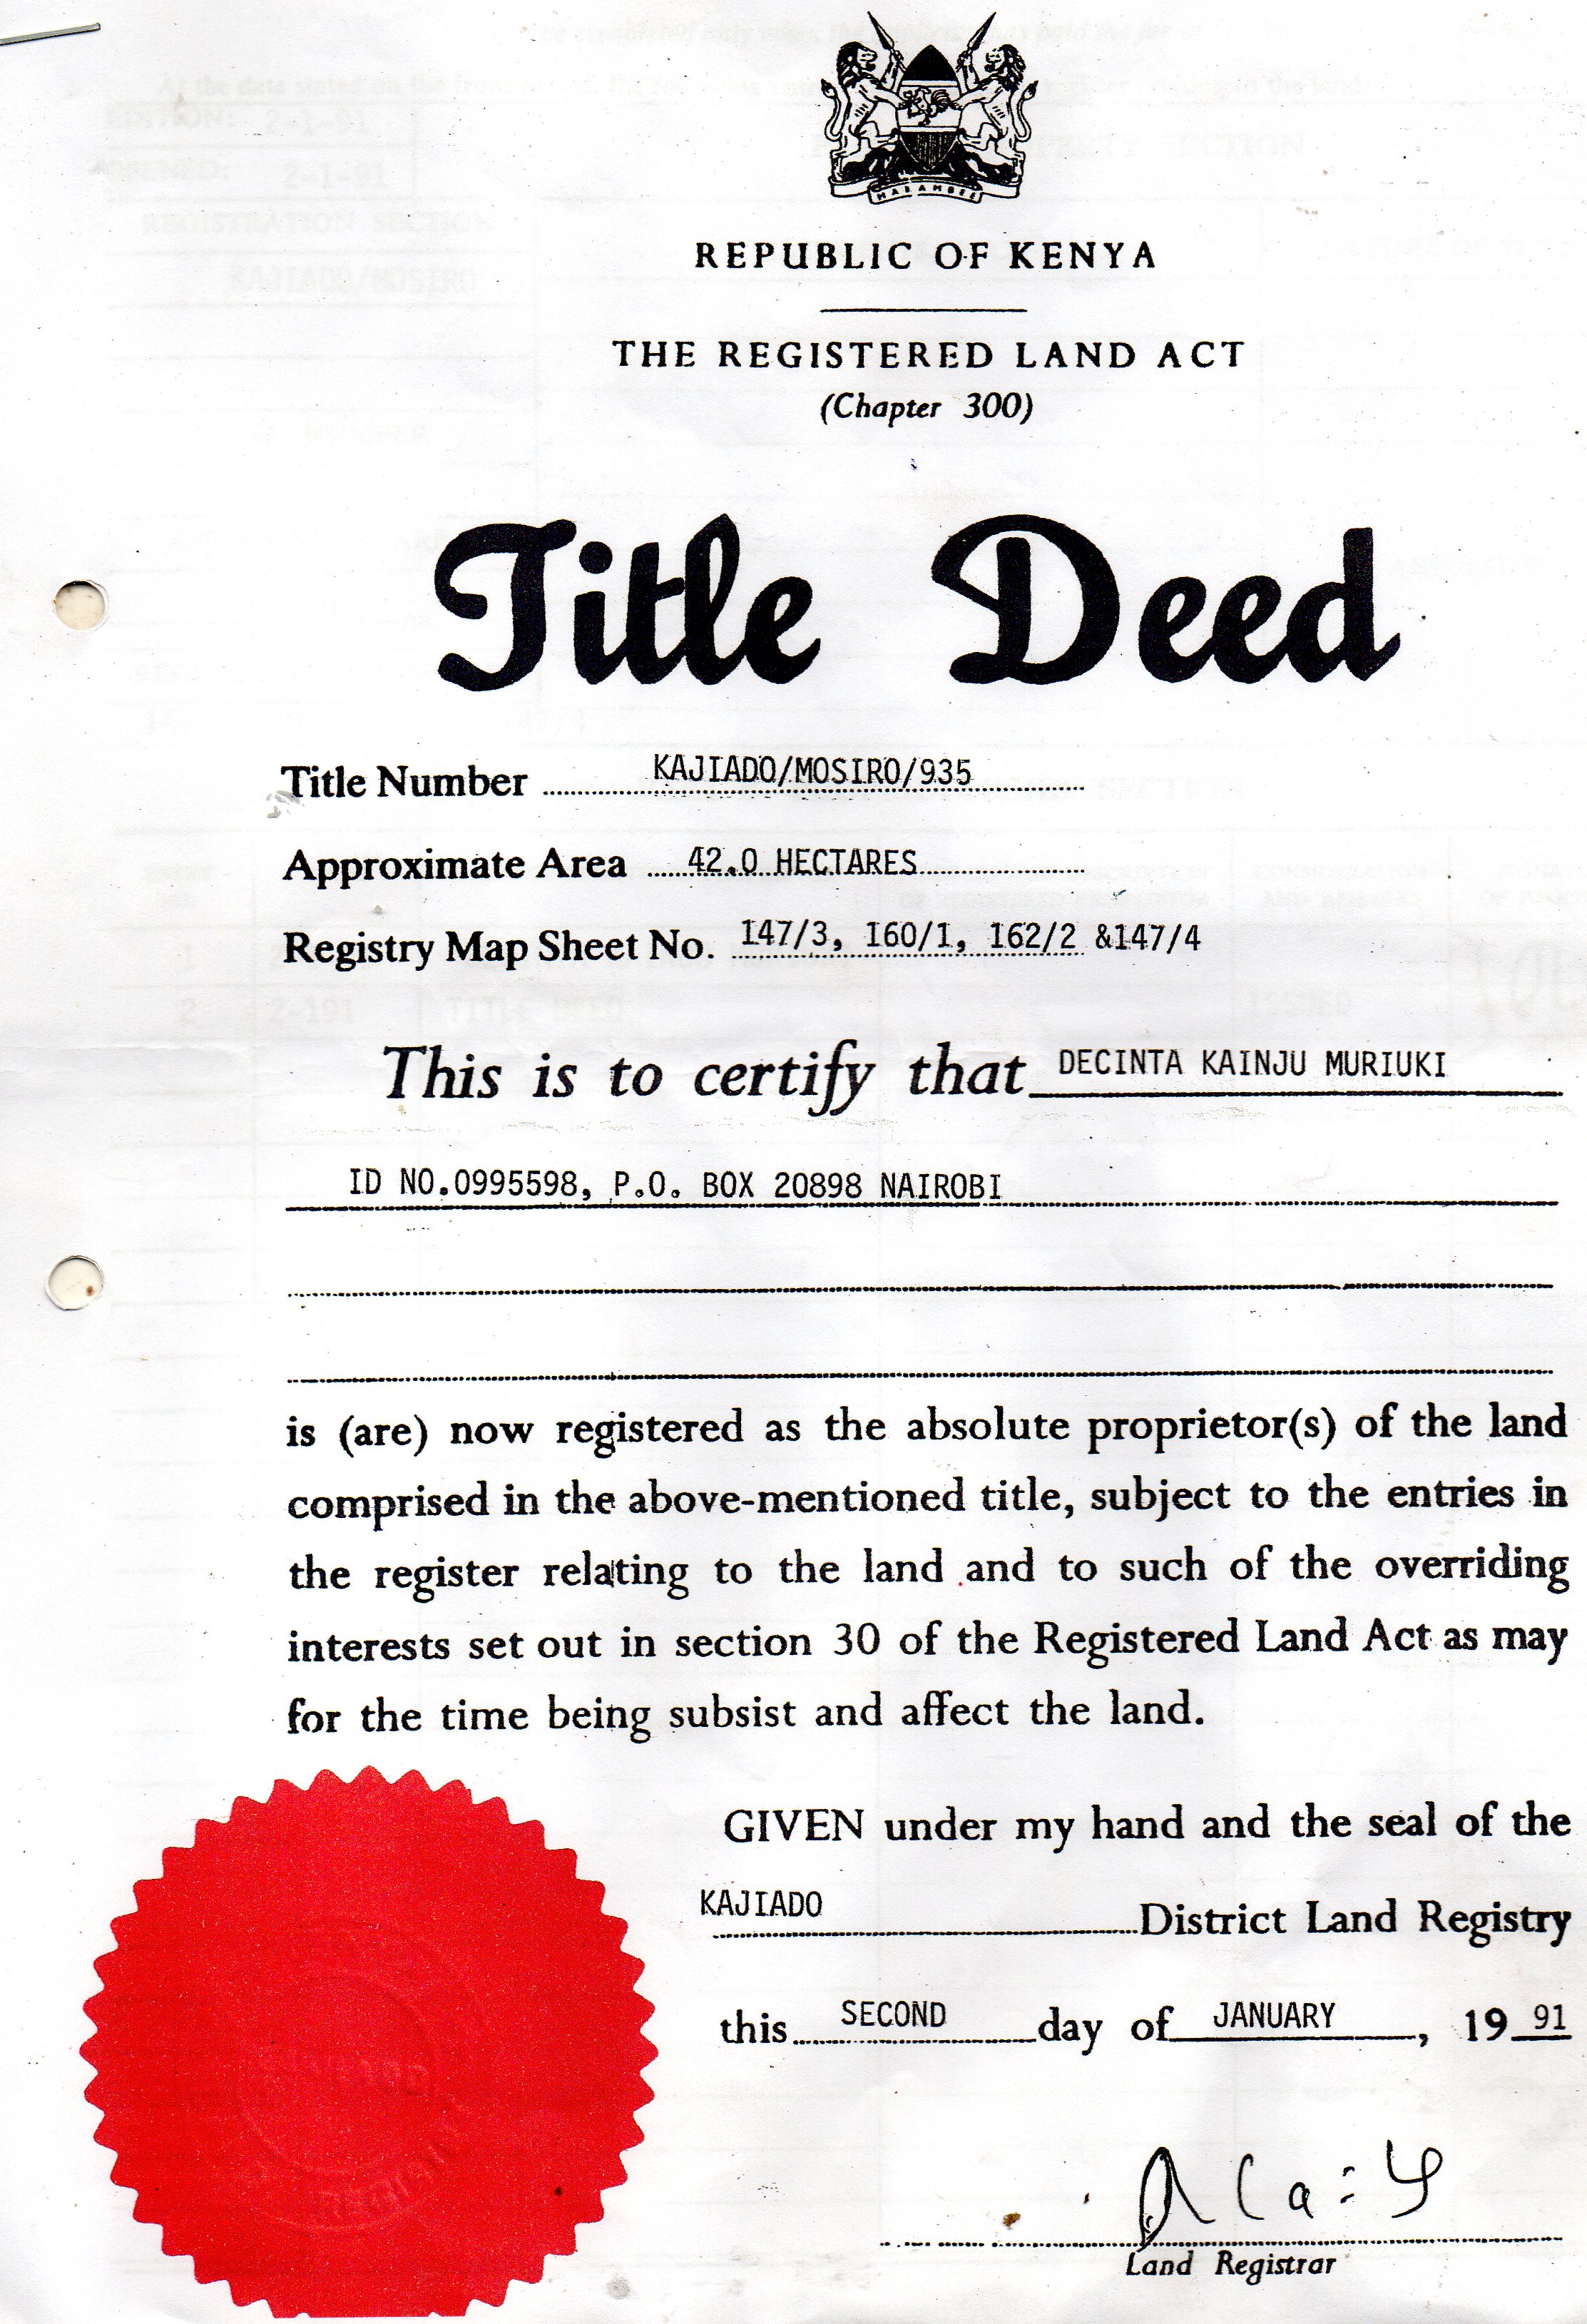 HARAMBEE
REPUBLIC OF KENYA
THE REGISTERED LAND ACT
(Chapter 300)
Title Deed
Title Number KAJIADO/MOSIRO/935
Approximate Area 42.0 HECTARES
Registry Map Sheet No. 147/3, 160/1, 162/2 &147/4
This is to certify that DECINTA KAINJU MURIUKI
ID NO.0995598, P.O. BOX 20898 NAIROBI
is (are) now registered as the absolute proprietor(s) of the land
comprised in the above-mentioned title, subject to the entries in
the register relating to the land and to such of the overriding
interests set out in section 30 of the Registered Land Act as may
for the time being subsist and affect the land.
GIVEN under my hand and the seal of the
KAJIADO District Land Registry
this SECOND day of JANUARY, 19 91
Land Registrar